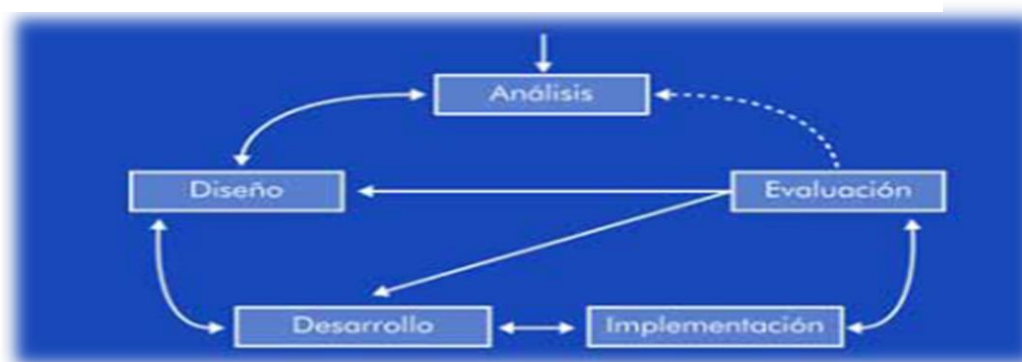 Análisis
Diseño
Evaluación
Desarrollo
Implementación